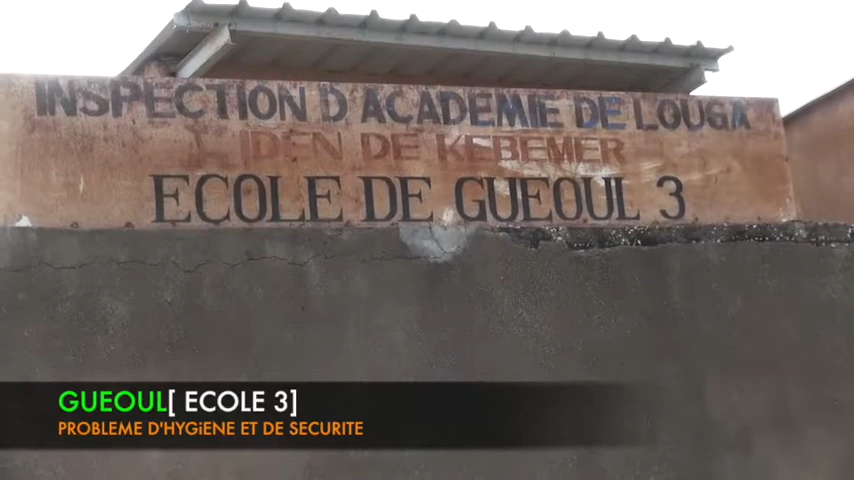 INSPECTION D'ACADEMIE DE LOUGA
IDEN DE KEBEMER
ECOLE DE GUEOUL 3
GUEOUL[ ECOLE 3]
PROBLEME D'HYGiENE ET DE SECURITE